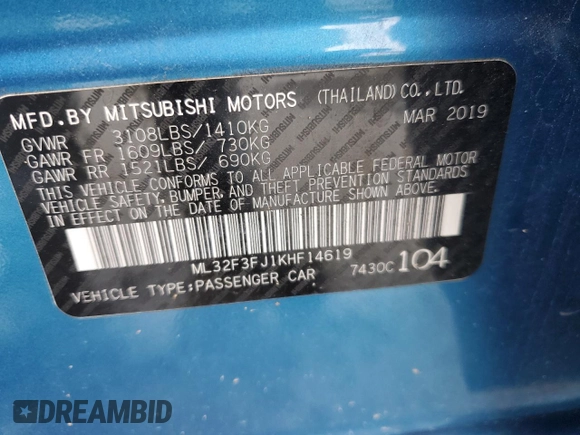 MFD.BY MITSUBISHI MOTORS (THAILAND)CO.,LTD.
GVWR 3108LBS/1410KG MAR 2019
GAWR FR 1609LBS/ 730KG
GAWR RR 1521LBS/ 690KG
THIS VEHICLE CONFORMS TO ALL APPLICABLE FEDERAL MOTOR
VEHICLE SAFETY,BUMPER,AND THEFT PREVENTION STANDARDS
IN EFFECT ON THE DATE OF MANUFACTURE SHOWN ABOVE.
ML32F3FJ1KHF14619
VEHICLE TYPE:PASSENGER CAR 7430C 104
DREAMBID